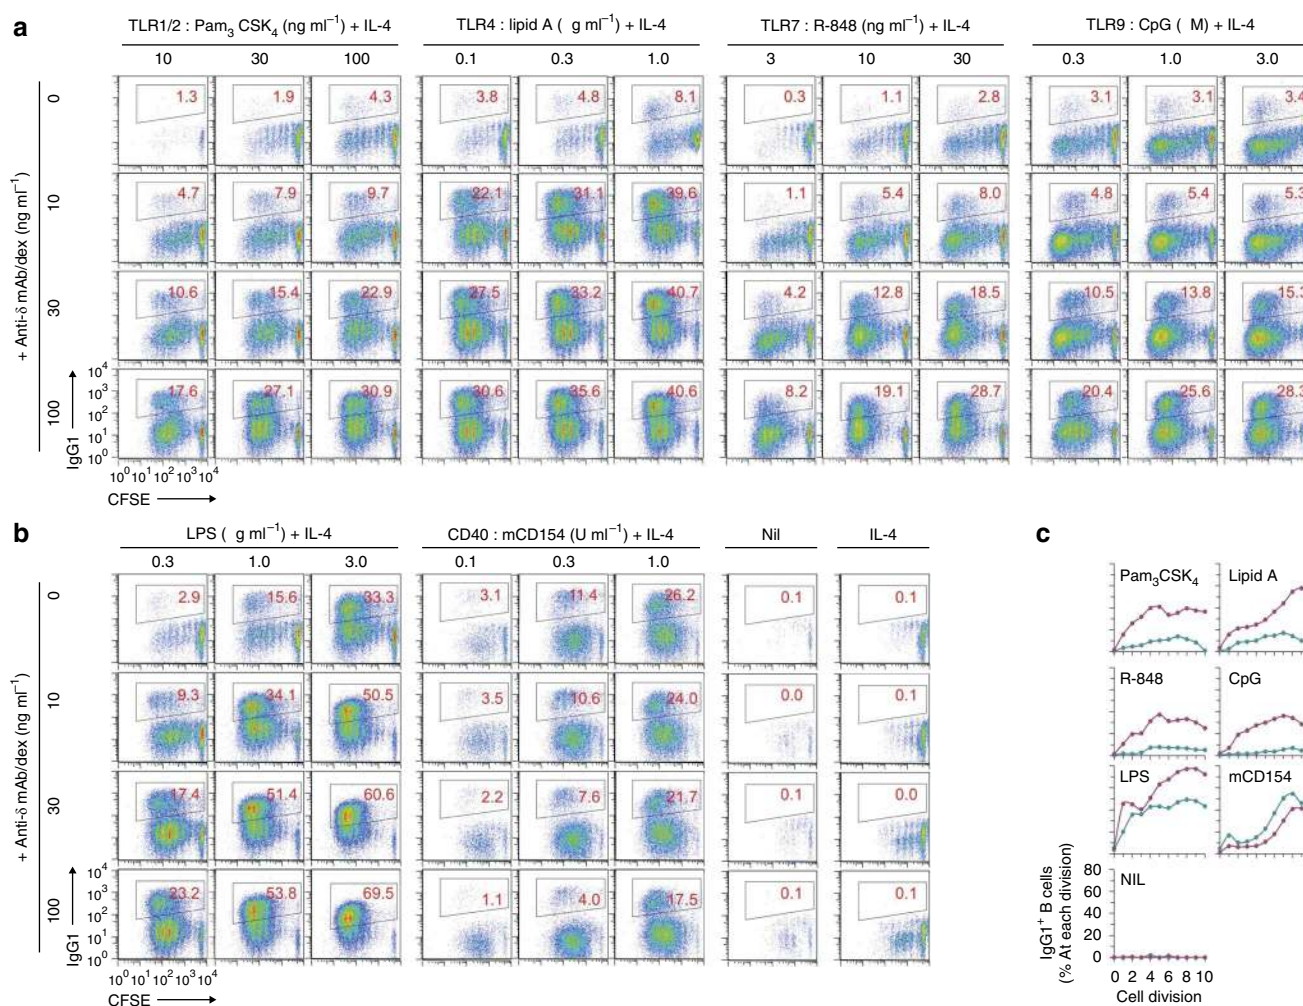 a
TLR1/2 : Pam3 CSK4 (ng ml−1) + IL-4 TLR4 : lipid A ( g ml−1) + IL-4 TLR7 : R-848 (ng ml−1) + IL-4 TLR9 : CpG ( M) + IL-4
10 30 100 0.1 0.3 1.0 3 10 30 0.3 1.0 3.0
+ Anti-δ mAb/dex (ng ml−1)
0 1.3 1.9 4.3 3.8 4.8 8.1 0.3 1.1 2.8 3.1 3.1 3.4
10 4.7 7.9 9.7 22.1 31.1 39.6 1.1 5.4 8.0 4.8 5.4 5.3
30 10.6 15.4 22.9 27.5 33.2 40.7 4.2 12.8 18.5 10.5 13.8 15.3
100 17.6 27.1 30.9 30.6 35.6 40.6 8.2 19.1 28.7 20.4 25.6 28.3
IgG1
10^4
10^3
10^2
10^1
10^0
10^0 10^1 10^2 10^3 10^4
CFSE
b
LPS ( g ml−1) + IL-4 CD40 : mCD154 (U ml−1) + IL-4 Nil IL-4
0.3 1.0 3.0 0.1 0.3 1.0
+ Anti-δ mAb/dex (ng ml−1)
0 2.9 15.6 33.3 3.1 11.4 26.2 0.1 0.1
10 9.3 34.1 50.5 3.5 10.6 24.0 0.0 0.1
30 17.4 51.4 60.6 2.2 7.6 21.7 0.1 0.0
100 23.2 53.8 69.5 1.1 4.0 17.5 0.1 0.1
IgG1
10^4
10^3
10^2
10^1
10^0
10^0 10^1 10^2 10^3 10^4
CFSE
c
Pam3CSK4 Lipid A
R-848 CpG
LPS mCD154
NIL
IgG1+ B cells
(% At each division)
80
60
40
20
0
0 2 4 6 8 10
Cell division